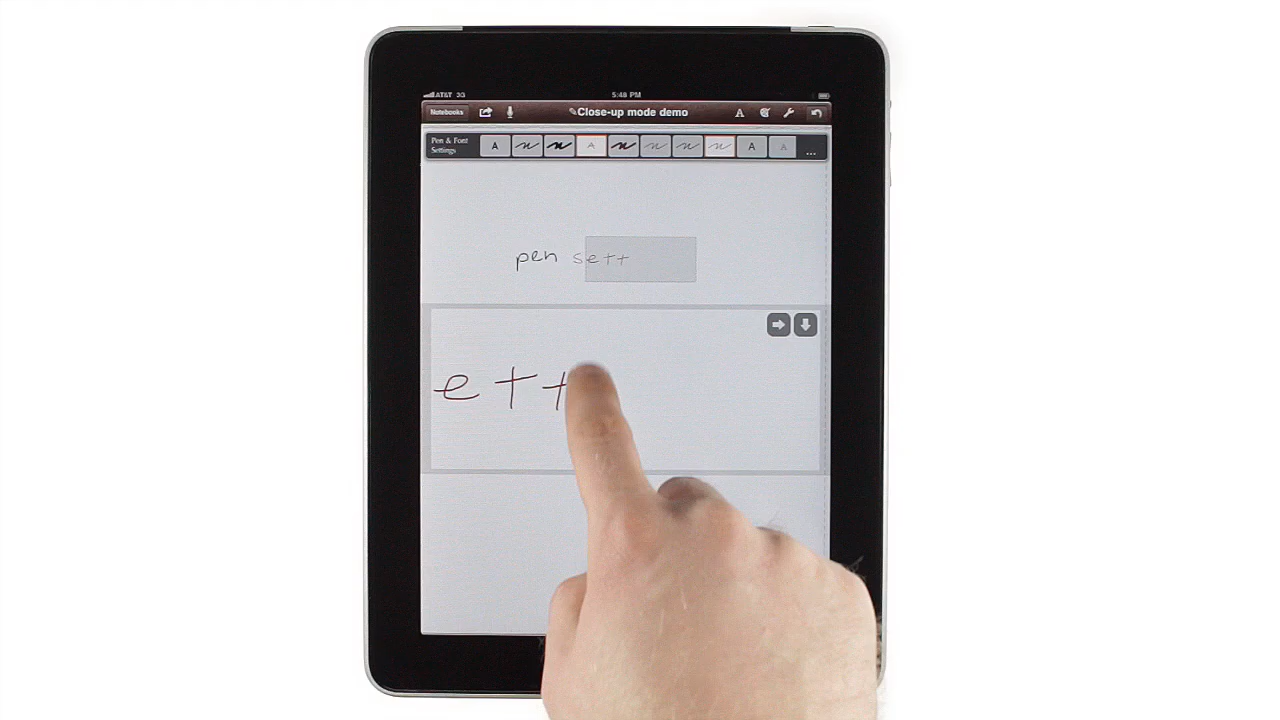 AT&T 3G 5:48 PM
Notebooks Close-up mode demo A
Pen & Font
Settings
A A A A
...
pen sett
ett